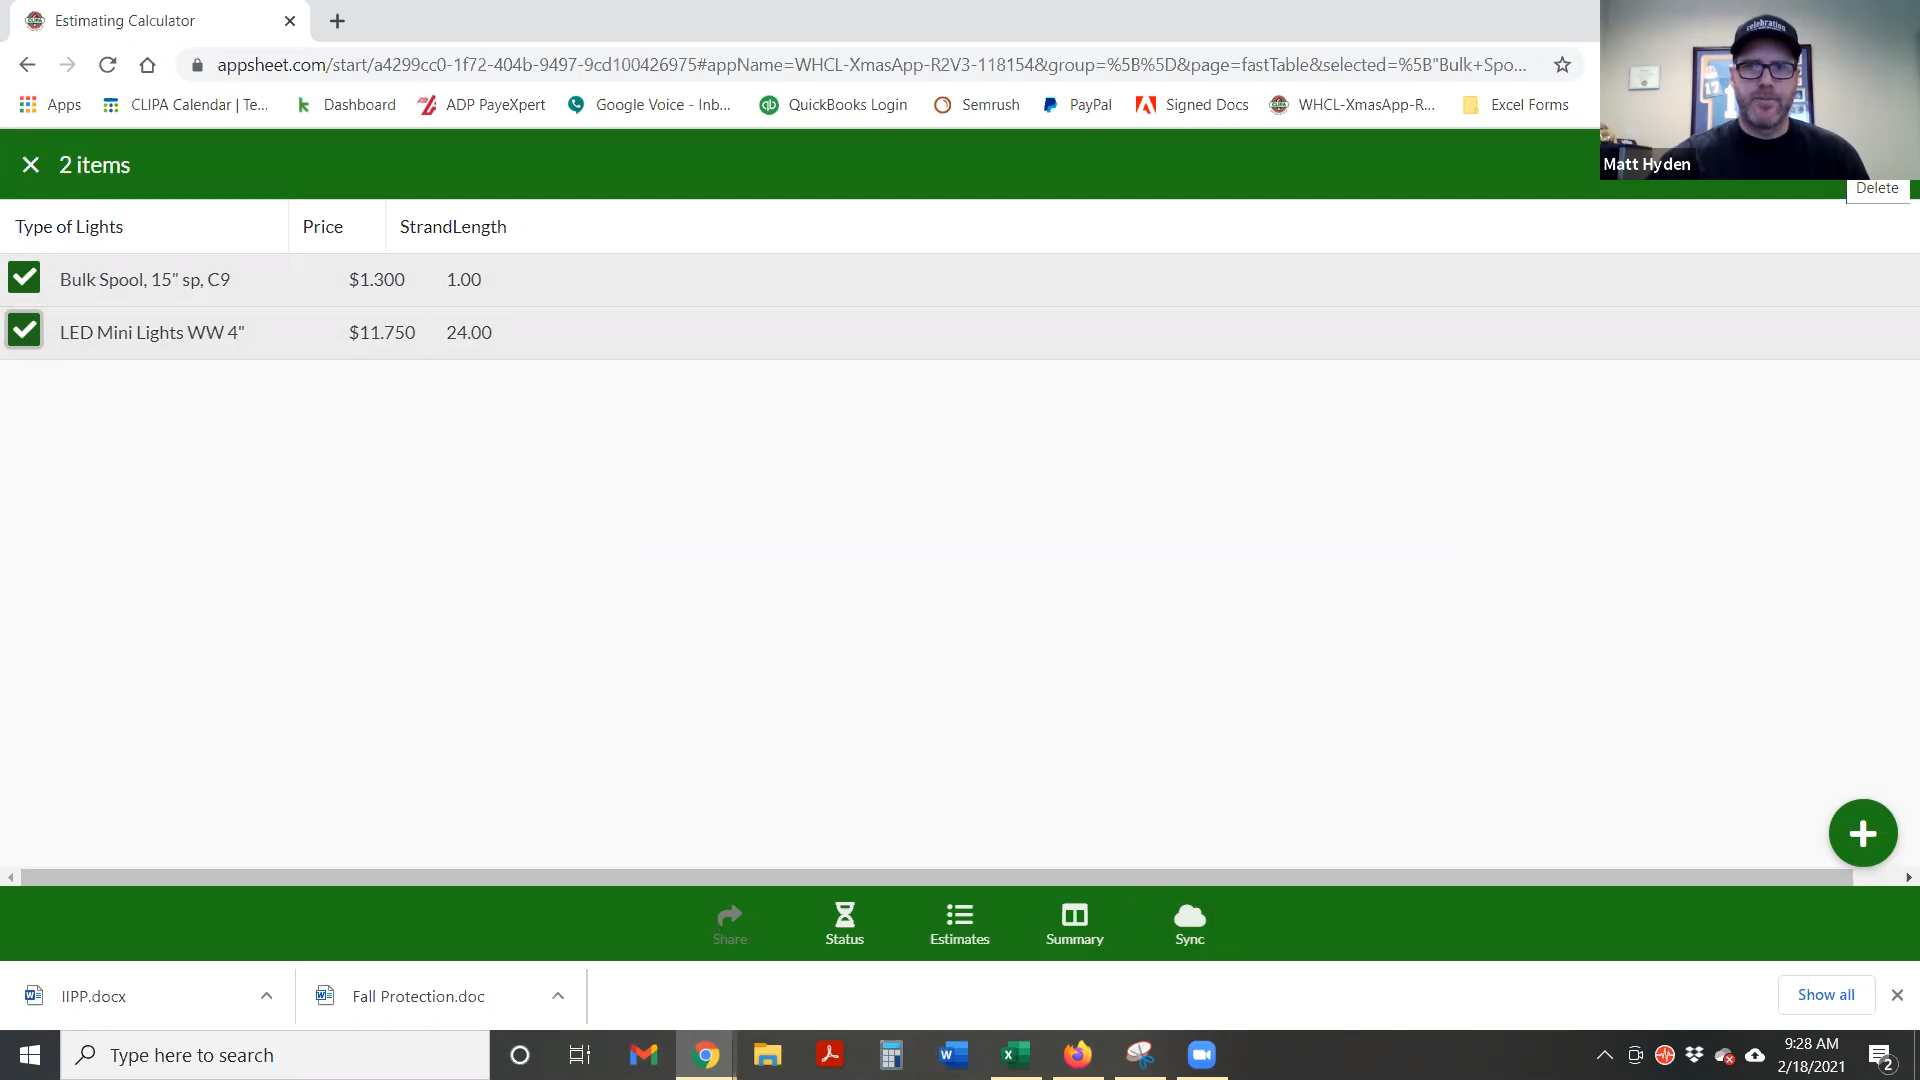 Estimating Calculator
appsheet.com/start/a4299cc0-1f72-404b-9497-9cd100426975#appName=WHCL-XmasApp-R2V3-118154&group=%5B%5D&page=fastTable&selected=%5B"Bulk+Spo...
Apps CLIPA Calendar | Te... Dashboard ADP PayeXpert Google Voice - Inb... QuickBooks Login Semrush PayPal Signed Docs WHCL-XmasApp-R... Excel Forms
celebration
Matt Hyden
2 items
Delete
Type of Lights Price StrandLength
Bulk Spool, 15" sp, C9 $1.300 1.00
LED Mini Lights WW 4" $11.750 24.00
Share Status Estimates Summary Sync
IIPP.docx Fall Protection.doc Show all
Type here to search
9:28 AM
2/18/2021
2